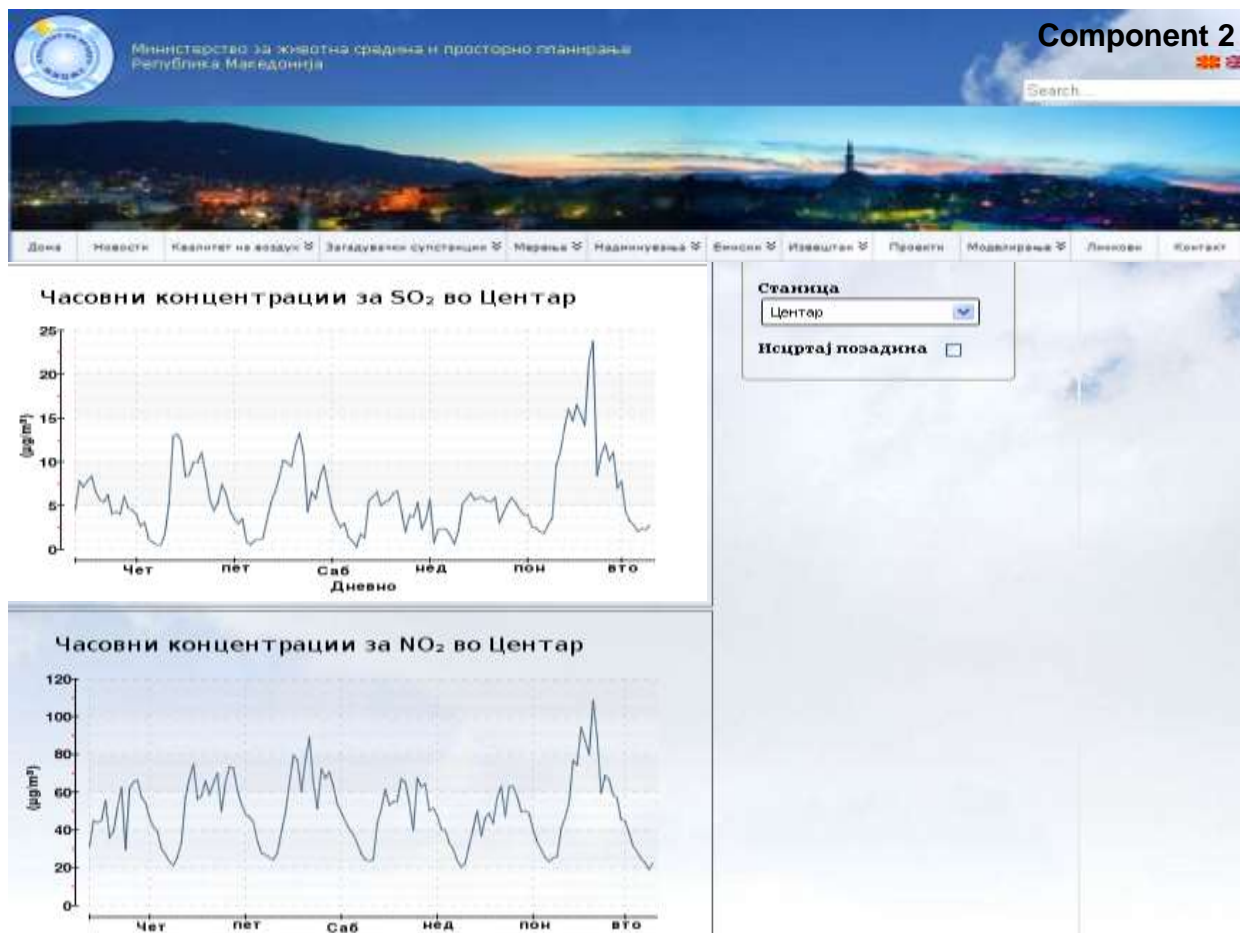 Министерство за животна средина и просторно планирање
Република Македонија
Component 2
Search...
Дома Новости Квалитет на воздух Загадувачки супстанции Мерења Надминувања Емисии Извештаи Проекти Моделирање Линкови Контакт
Часовни концентрации за SO₂ во Центар
25
20
15
10
5
0
(µg/m³)
Чет пет Саб нед пон вто
Дневно
Станица
Центар
Исцртај позадина
Часовни концентрации за NO₂ во Центар
120
100
80
60
40
20
0
(µg/m³)
Чет пет Саб нед пон вто